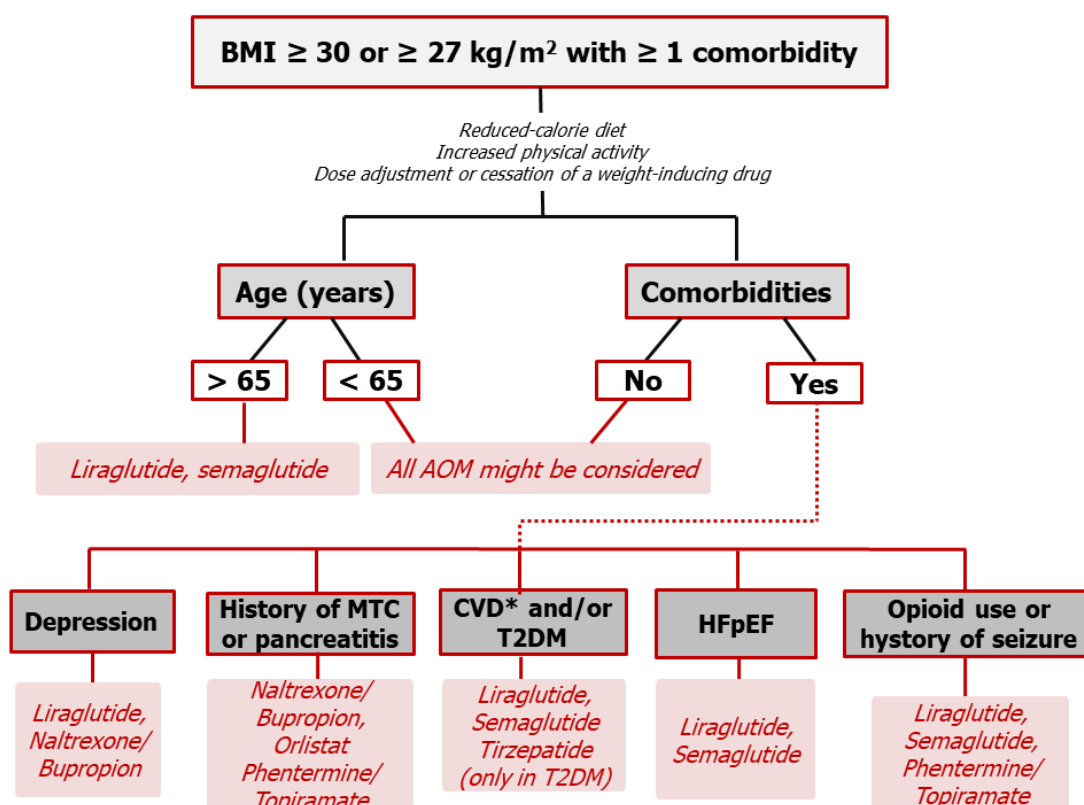 BMI ≥ 30 or ≥ 27 kg/m² with ≥ 1 comorbidity
Reduced-calorie diet
Increased physical activity
Dose adjustment or cessation of a weight-inducing drug
Age (years)
Comorbidities
> 65
< 65
No
Yes
Liraglutide, semaglutide
All AOM might be considered
Depression
History of MTC
or pancreatitis
CVD* and/or
T2DM
HFpEF
Opioid use or
hystory of seizure
Liraglutide,
Naltrexone/
Bupropion
Naltrexone/
Bupropion,
Orlistat
Phentermine/
Topiramate
Liraglutide,
Semaglutide
Tirzepatide
(only in T2DM)
Liraglutide,
Semaglutide
Liraglutide,
Semaglutide,
Phentermine/
Topiramate